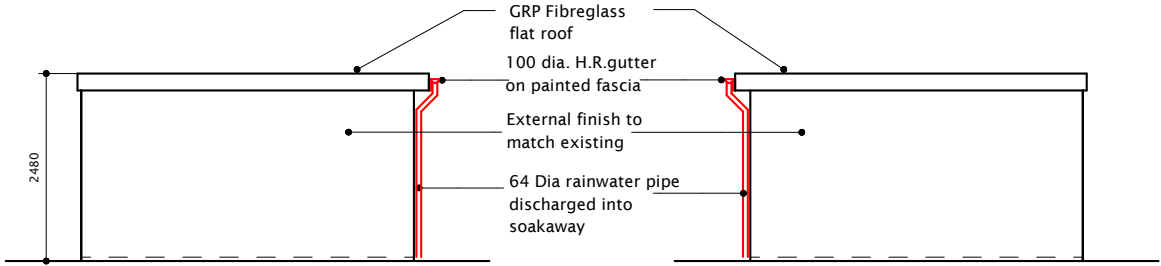 GRP Fibreglass
flat roof
100 dia. H.R.gutter
on painted fascia
External finish to
match existing
2480
64 Dia rainwater pipe
discharged into
soakaway